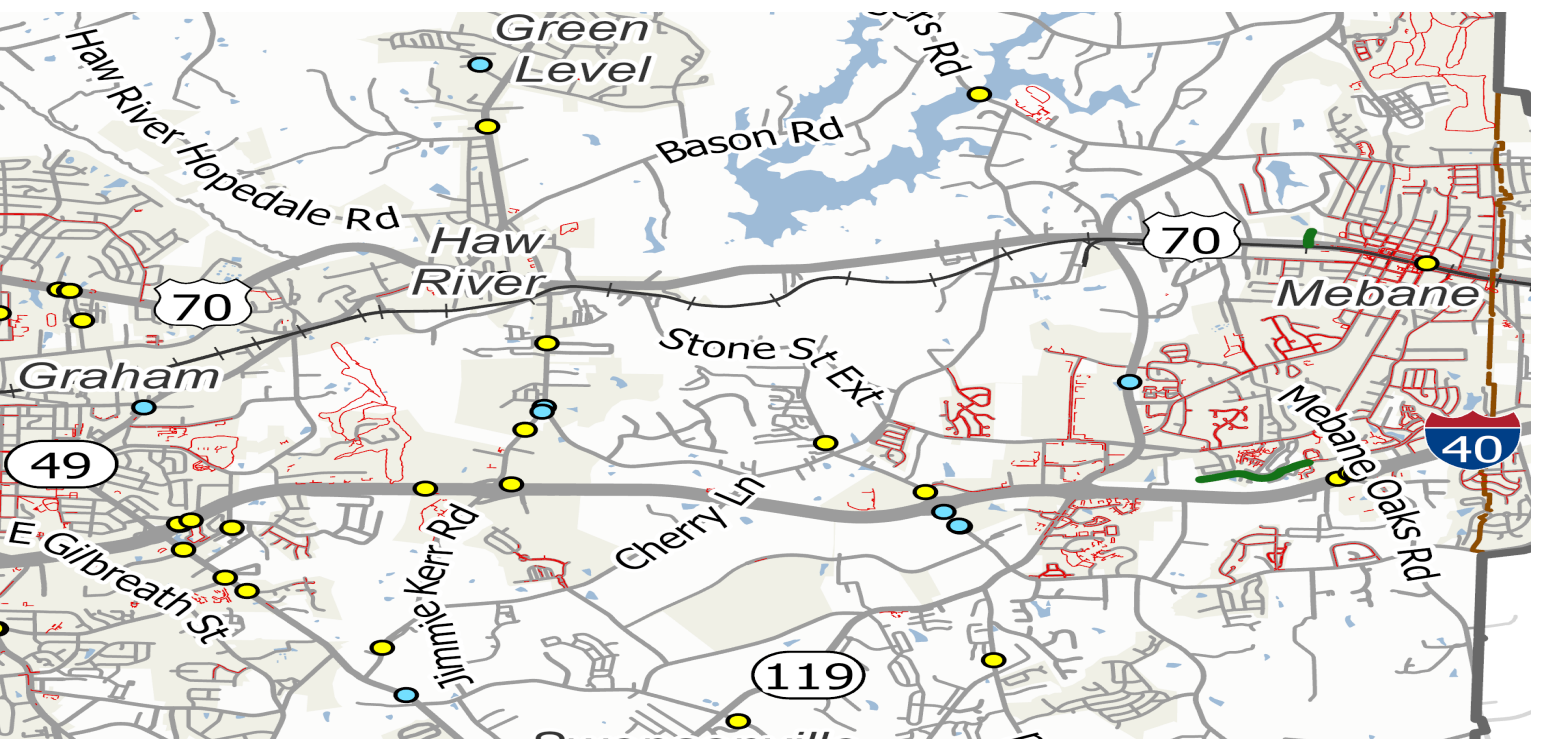 Green
Level
Haw River Hopedale Rd
Bason Rd
Haw
River
70
70
Mebane
Graham
Stone St Ext
Mebane Oaks Rd
49
40
Cherry Ln
Jimmie Kerr Rd
E Gilbreath St
119